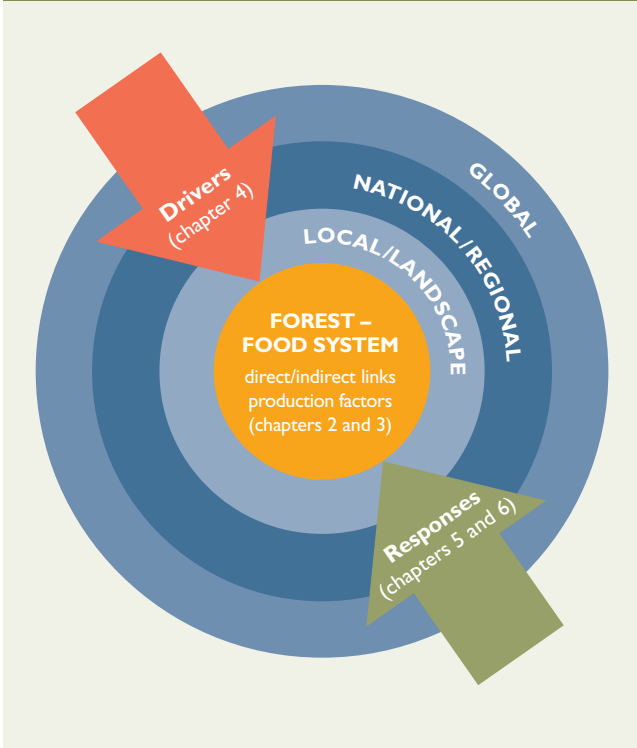 Drivers
(chapter 4)
GLOBAL
NATIONAL/REGIONAL
LOCAL/LANDSCAPE
FOREST –
FOOD SYSTEM
direct/indirect links
production factors
(chapters 2 and 3)
Responses
(chapters 5 and 6)